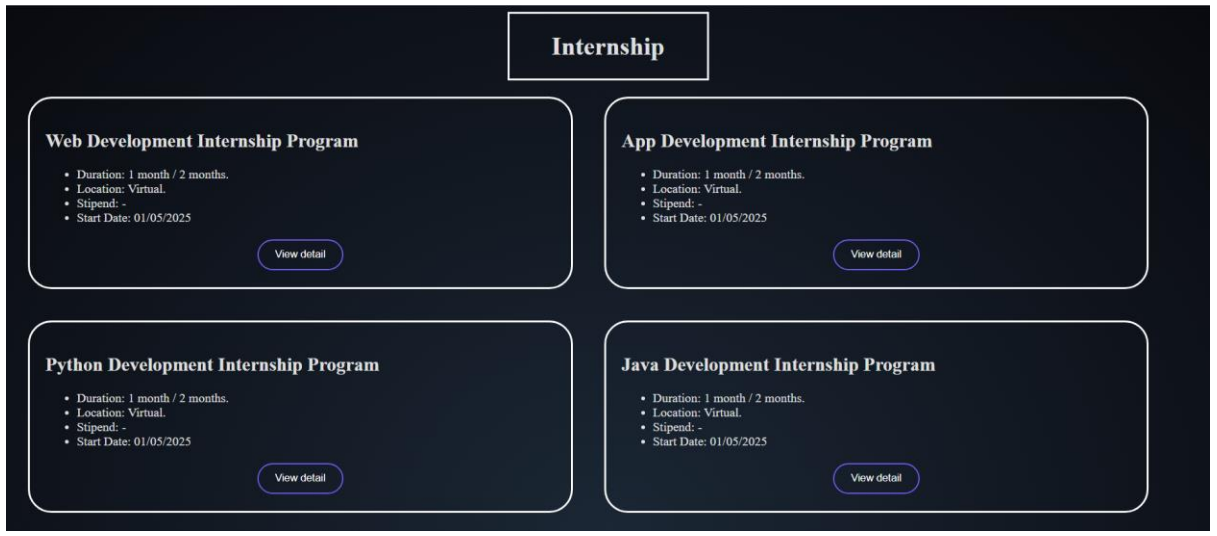 Internship
Web Development Internship Program
• Duration: 1 month / 2 months.
• Location: Virtual.
• Stipend: -
• Start Date: 01/05/2025
View detail
App Development Internship Program
• Duration: 1 month / 2 months.
• Location: Virtual.
• Stipend: -
• Start Date: 01/05/2025
View detail
Python Development Internship Program
• Duration: 1 month / 2 months.
• Location: Virtual.
• Stipend: -
• Start Date: 01/05/2025
View detail
Java Development Internship Program
• Duration: 1 month / 2 months.
• Location: Virtual.
• Stipend: -
• Start Date: 01/05/2025
View detail